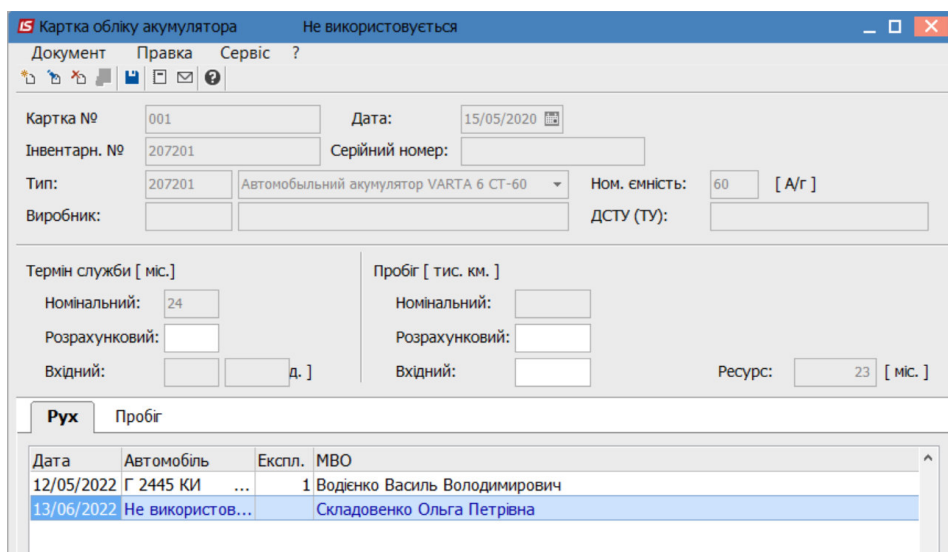 Картка обліку акумулятора Не використовується
Документ Правка Сервіс ?
Картка № 001 Дата: 15/05/2020
Інвентарн. № 207201 Серійний номер:
Тип: 207201 Автомобыльний акумулятор VARTA 6 СТ-60 Ном. ємність: 60 [ А/г ]
Виробник: ДСТУ (ТУ):
Термін служби [ міс.] Пробіг [ тис. км. ]
Номінальний: 24 Номінальний:
Розрахунковий: Розрахунковий:
Вхідний: д. ] Вхідний: Ресурс: 23 [ міс. ]
Рух Пробіг
Дата Автомобіль Експл. МВО
12/05/2022 Г 2445 КИ ... 1 Водієнко Василь Володимирович
13/06/2022 Не використов... Складовенко Ольга Петрівна